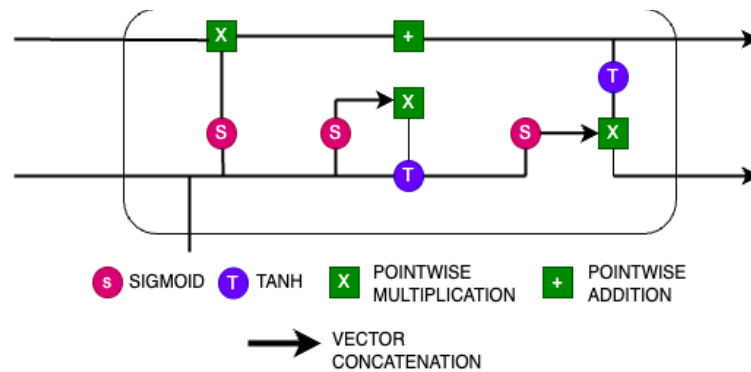 X
+
T
X
S
S
S
X
T
S SIGMOID
T TANH
X POINTWISE
MULTIPLICATION
+ POINTWISE
ADDITION
VECTOR
CONCATENATION